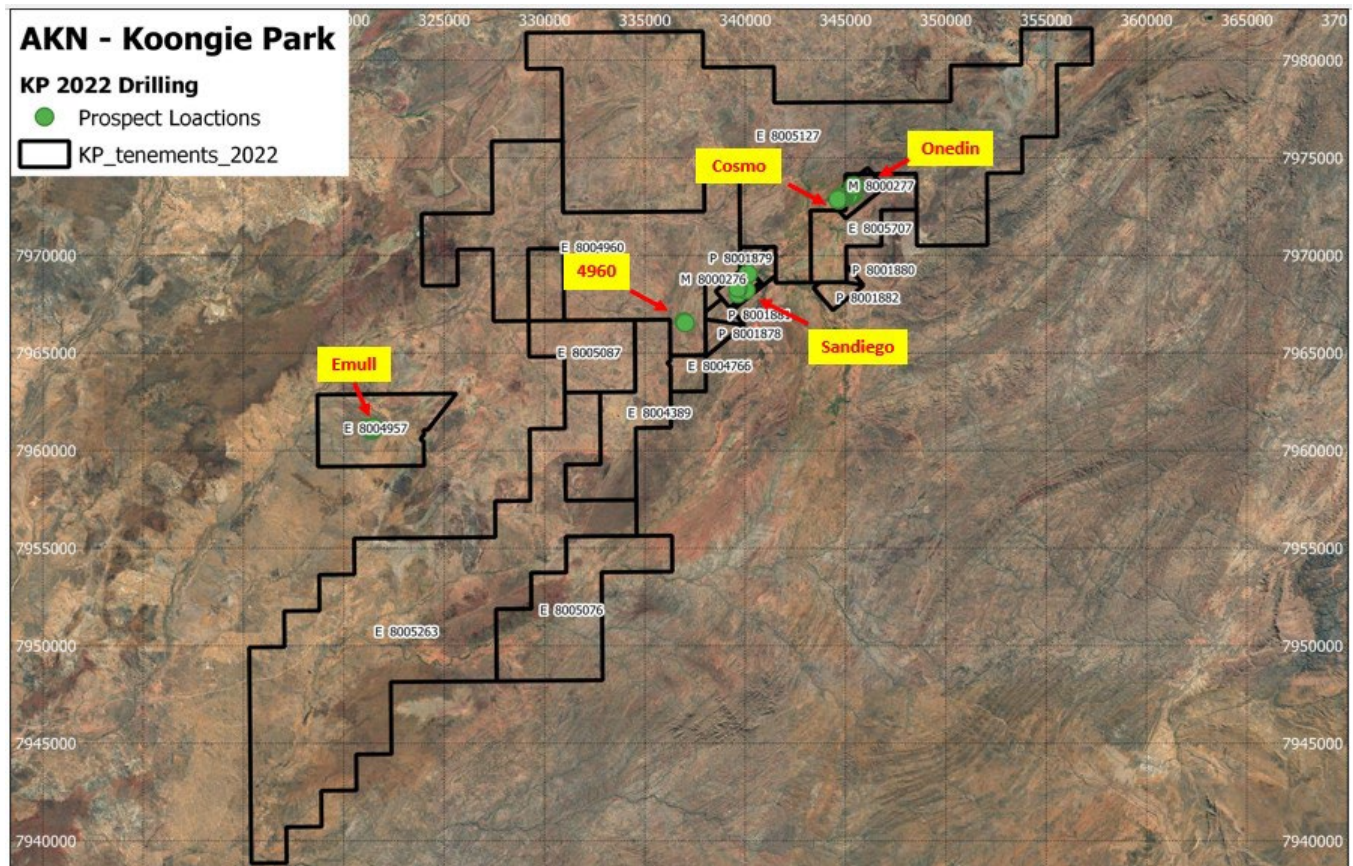 AKN - Koongie Park
KP 2022 Drilling
Prospect Loactions
KP_tenements_2022
325000 330000 335000 340000 345000 350000 355000 360000 365000 370
7980000 7980000
E 8005127
Onedin
Cosmo
7975000
M 8000277
E 8005707
7970000 7970000
E 8004960
P 8001879
4960
M 8000276
P 8001880
P 8001882
P 8001878
Sandiego
7965000 7965000
E 8005087
E 8004766
Emull
E 8004389
E 8004957
7960000 7960000
7955000 7955000
E 8005076
E 8005263
7950000 7950000
7945000 7945000
7940000 7940000